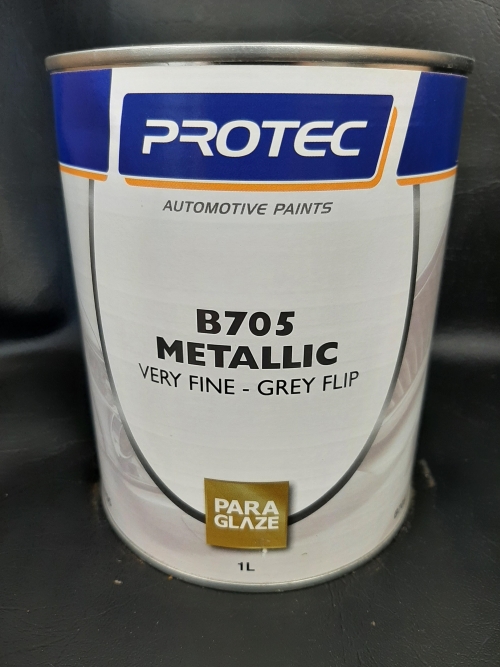 PROTEC
AUTOMOTIVE PAINTS
B705
METALLIC
VERY FINE - GREY FLIP
PARA
GLAZE
1L